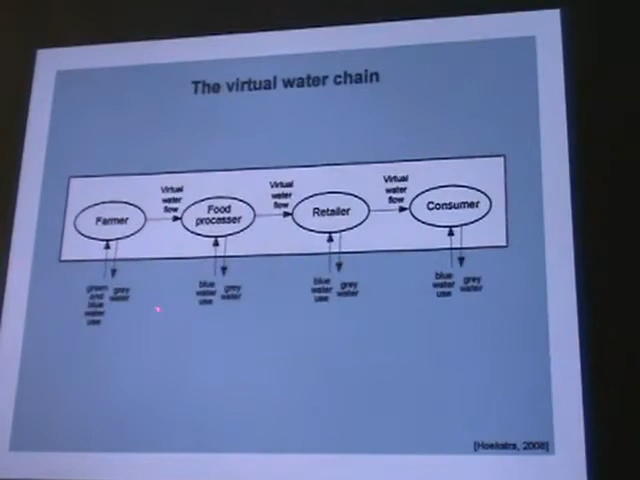 The virtual water chain
Virtual
water
flow
Virtual
water
flow
Virtual
water
flow
Farmer
Food
processer
Retailer
Consumer
green
and
blue
water
use
grey
water
blue
water
use
grey
water
blue
water
use
grey
water
blue
water
use
grey
water
[Hoekstra, 2008]